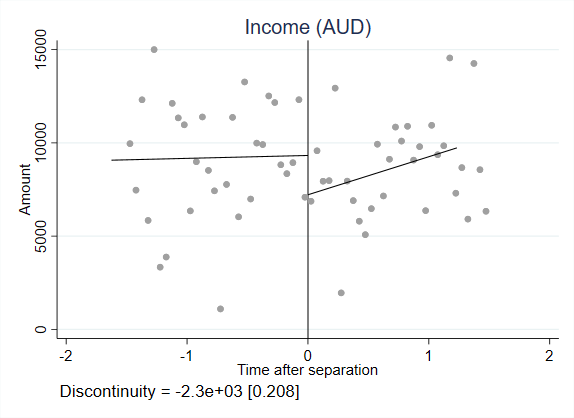 Income (AUD)
Amount
15000
10000
5000
0
-2
-1
0
1
2
Time after separation
Discontinuity = -2.3e+03 [0.208]